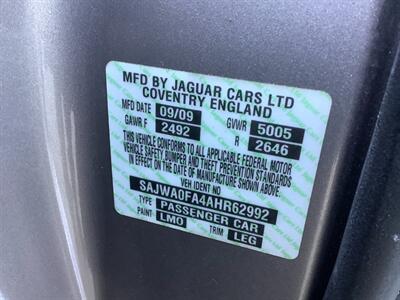 MFD BY JAGUAR CARS LTD
COVENTRY ENGLAND
MFD DATE 09/09 GVWR 5005
GAWR F 2492 R 2646
THIS VEHICLE CONFORMS TO ALL APPLICABLE FEDERAL MOTOR
VEHICLE SAFETY, BUMPER AND THEFT PREVENTION STANDARDS
IN EFFECT ON THE DATE OF MANUFACTURE SHOWN ABOVE.
VEH IDENT NO
SAJWA0FA4AHR62992
TYPE PASSENGER CAR
PAINT LMO TRIM LEG